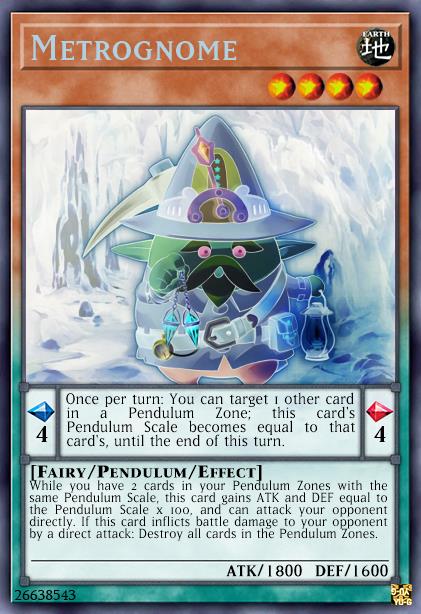 Metrognome
EARTH
地
Once per turn: You can target 1 other card
in a Pendulum Zone; this card's
Pendulum Scale becomes equal to that
card's, until the end of this turn.
4
4
[Fairy/Pendulum/Effect]
While you have 2 cards in your Pendulum Zones with the
same Pendulum Scale, this card gains ATK and DEF equal to
the Pendulum Scale x 100, and can attack your opponent
directly. If this card inflicts battle damage to your opponent
by a direct attack: Destroy all cards in the Pendulum Zones.
ATK/1800 DEF/1600
26638543